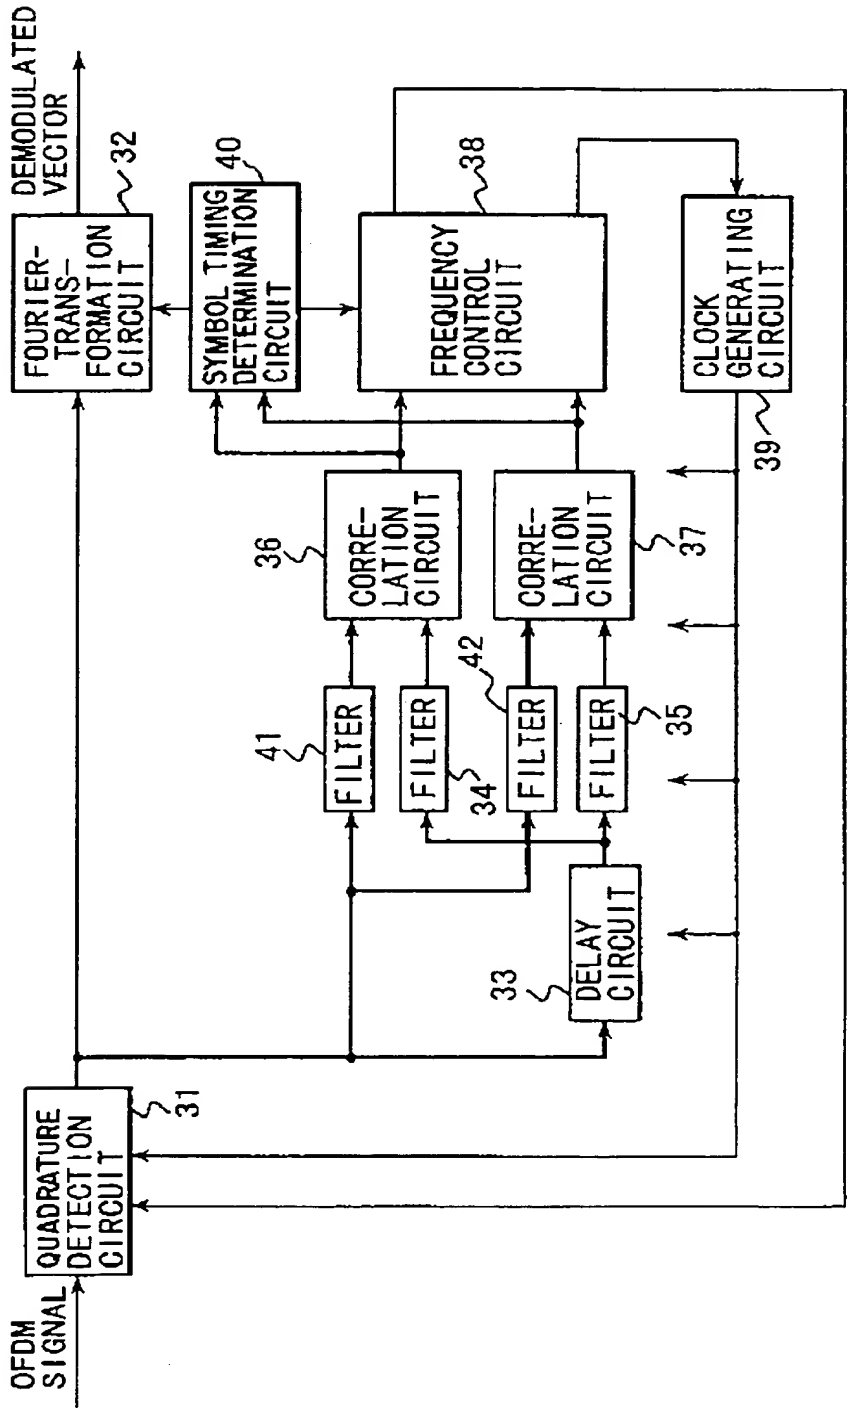 OFDM
SIGNAL
QUADRATURE
DETECTION
CIRCUIT
31
DEMODULATED
VECTOR
FOURIER-
TRANS-
FORMATION
CIRCUIT
32
SYMBOL TIMING
DETERMINATION
CIRCUIT
40
FREQUENCY
CONTROL
CIRCUIT
38
CLOCK
GENERATING
CIRCUIT
39
CORRE-
LATION
CIRCUIT
36
CORRE-
LATION
CIRCUIT
37
FILTER
41
FILTER
34
FILTER
42
FILTER
35
DELAY
CIRCUIT
33